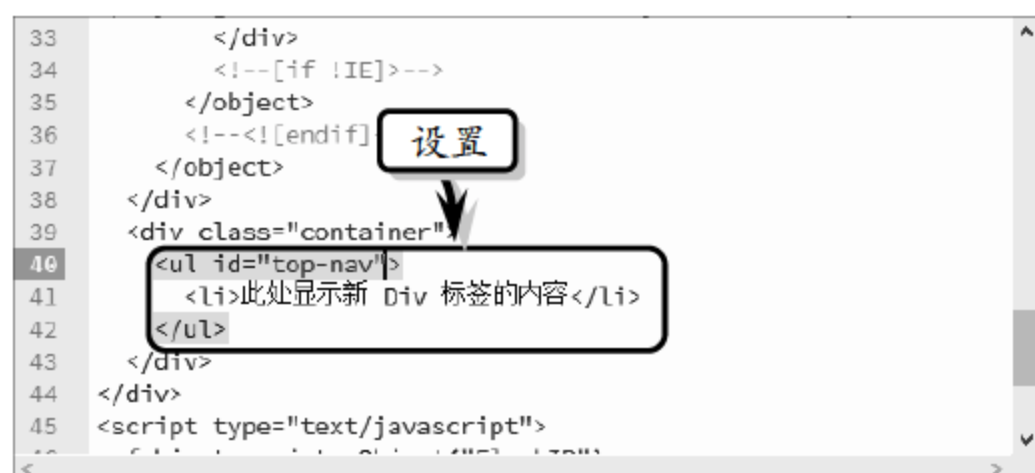 33 </div>
34 <!--[if !IE]>-->
35 </object>
36 <!--<![endif]
设置
37 </object>
38 </div>
39 <div class="container"
40 <ul id="top-nav">
41 <li>此处显示新 Div 标签的内容</li>
42 </ul>
43 </div>
44 </div>
45 <script type="text/javascript">